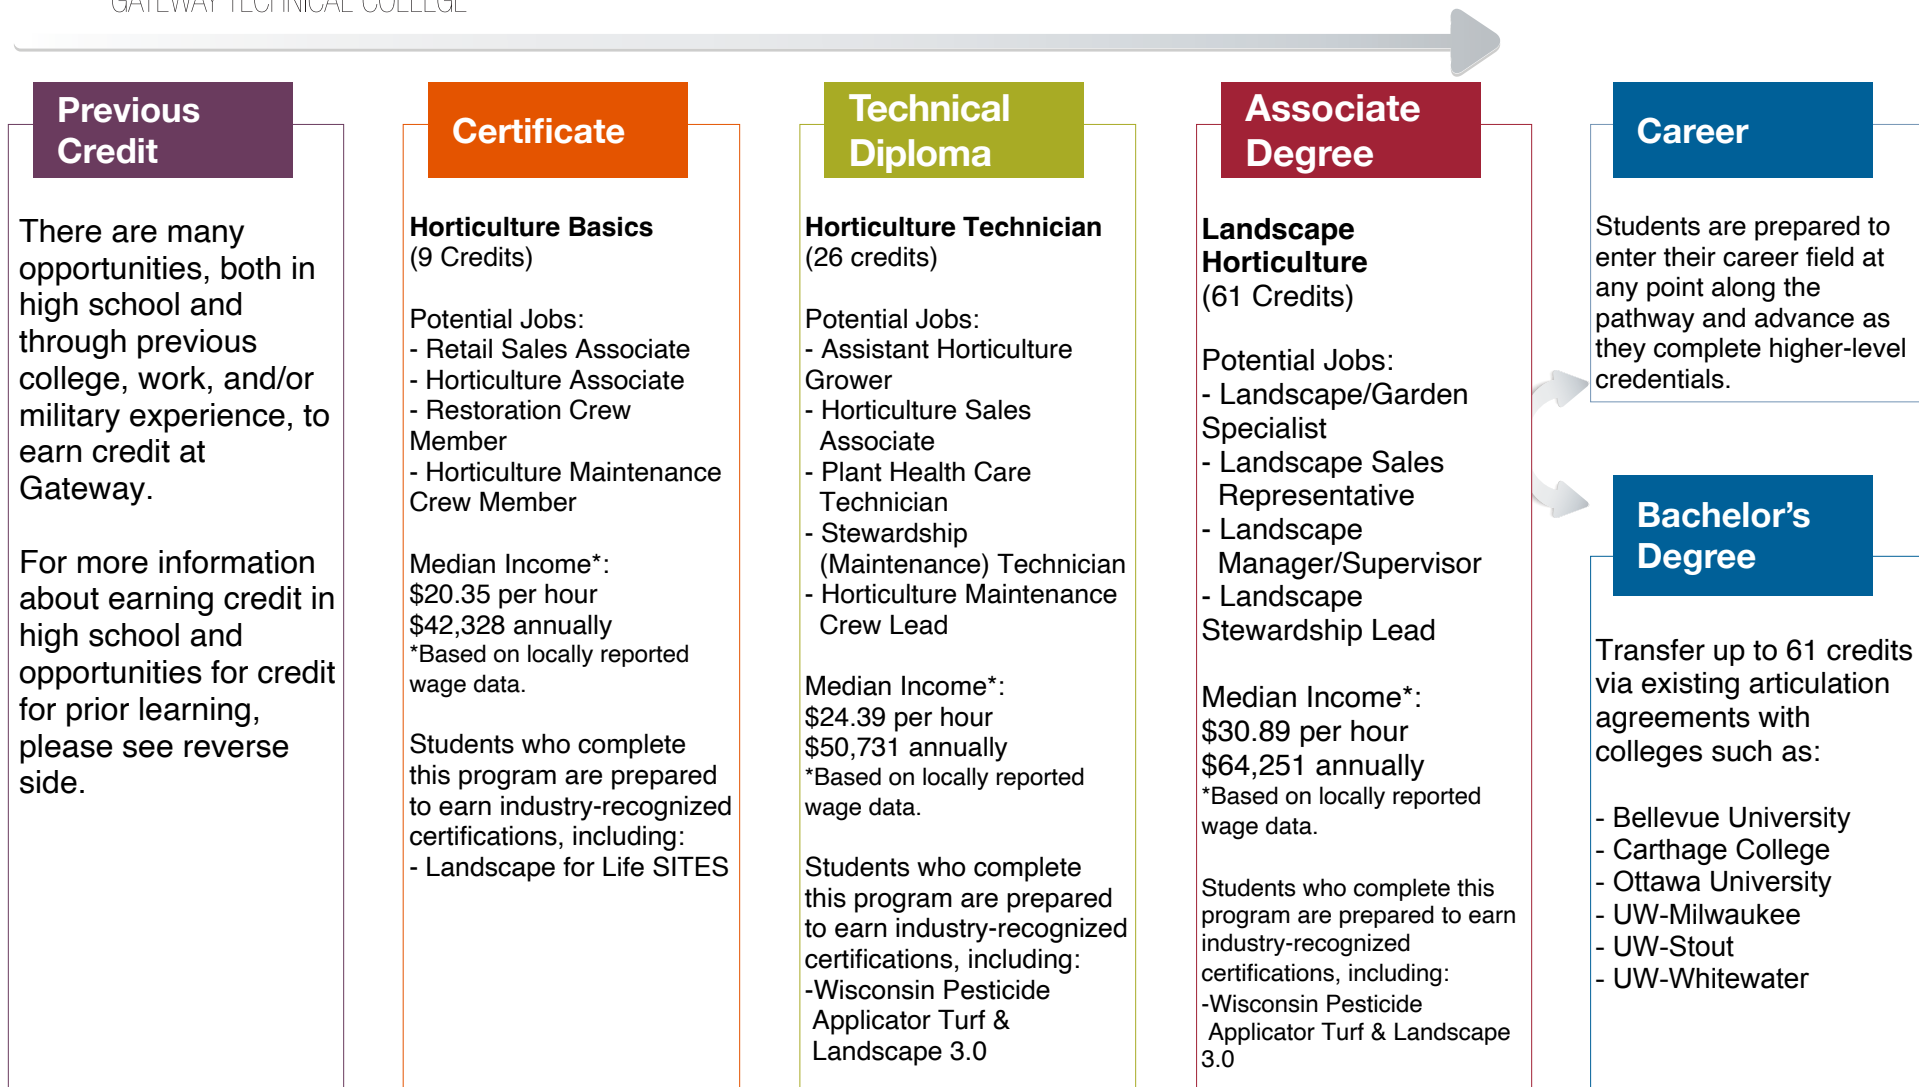 GATEWAY TECHNICAL COLLEGE
Previous
Credit
There are many
opportunities, both in
high school and
through previous
college, work, and/or
military experience, to
earn credit at
Gateway.
For more information
about earning credit in
high school and
opportunities for credit
for prior learning,
please see reverse
side.
Certificate
Horticulture Basics
(9 Credits)
Potential Jobs:
- Retail Sales Associate
- Horticulture Associate
- Restoration Crew
Member
- Horticulture Maintenance
Crew Member
Median Income*:
$20.35 per hour
$42,328 annually
*Based on locally reported
wage data.
Students who complete
this program are prepared
to earn industry-recognized
certifications, including:
- Landscape for Life SITES
Technical
Diploma
Horticulture Technician
(26 credits)
Potential Jobs:
- Assistant Horticulture
Grower
- Horticulture Sales
Associate
- Plant Health Care
Technician
- Stewardship
(Maintenance) Technician
- Horticulture Maintenance
Crew Lead
Median Income*:
$24.39 per hour
$50,731 annually
*Based on locally reported
wage data.
Students who complete
this program are prepared
to earn industry-recognized
certifications, including:
-Wisconsin Pesticide
Applicator Turf &
Landscape 3.0
Associate
Degree
Landscape
Horticulture
(61 Credits)
Potential Jobs:
- Landscape/Garden
Specialist
- Landscape Sales
Representative
- Landscape
Manager/Supervisor
- Landscape
Stewardship Lead
Median Income*:
$30.89 per hour
$64,251 annually
*Based on locally reported
wage data.
Students who complete this
program are prepared to earn
industry-recognized
certifications, including:
-Wisconsin Pesticide
Applicator Turf & Landscape
3.0
Career
Students are prepared to
enter their career field at
any point along the
pathway and advance as
they complete higher-level
credentials.
Bachelor's
Degree
Transfer up to 61 credits
via existing articulation
agreements with
colleges such as:
- Bellevue University
- Carthage College
- Ottawa University
- UW-Milwaukee
- UW-Stout
- UW-Whitewater